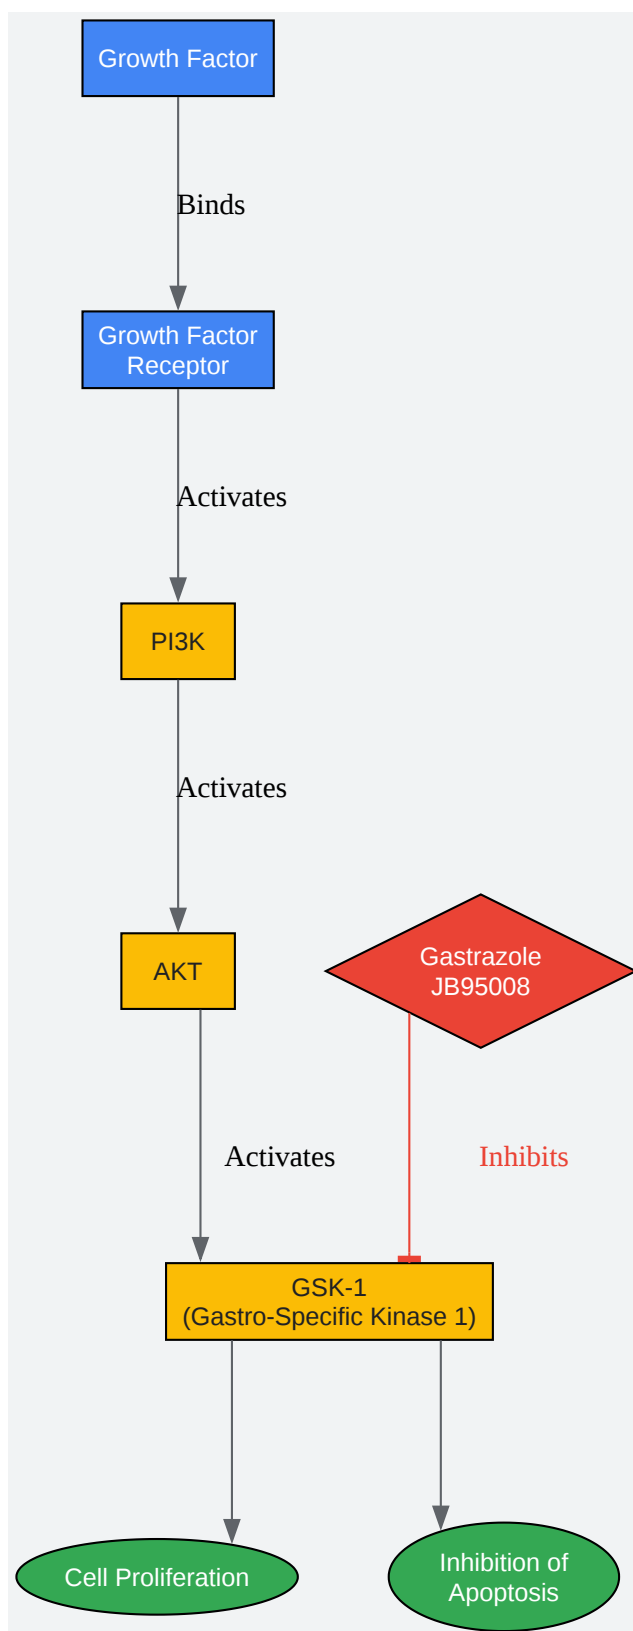 Growth Factor
Binds
Growth Factor
Receptor
Activates
PI3K
Activates
AKT
Gastrazole
JB95008
Activates
Inhibits
GSK-1
(Gastro-Specific Kinase 1)
Cell Proliferation
Inhibition of
Apoptosis